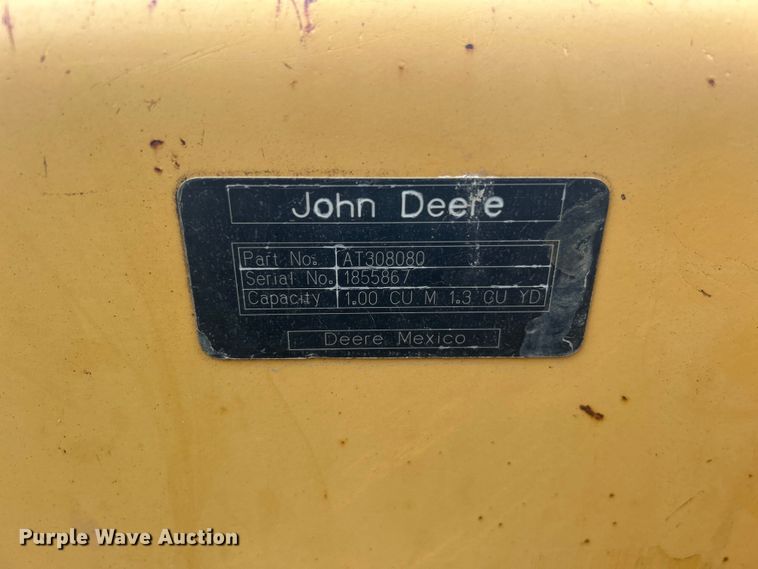 John Deere
Part No: AT308080
Serial No. 1855867
Capacity 1.00 CU M 1.3 CU YD
Deere Mexico
Purple Wave Auction